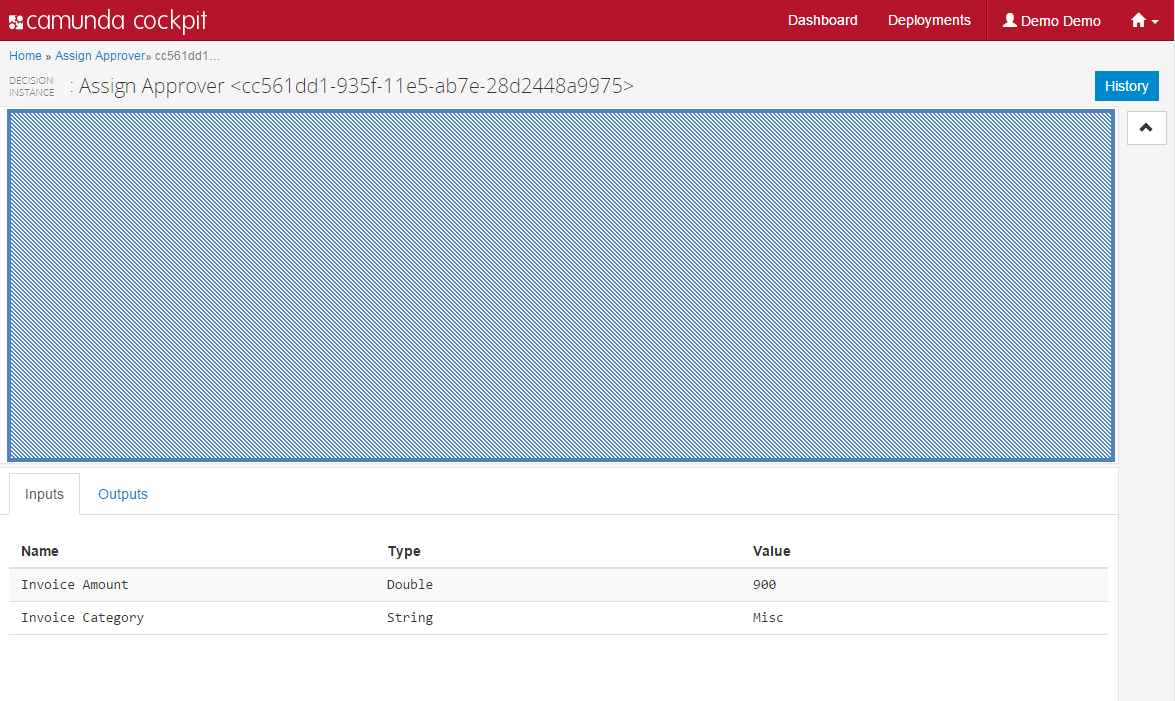 camunda cockpit Dashboard Deployments Demo Demo
Home » Assign Approver» cc561dd1...
DECISION INSTANCE : Assign Approver <cc561dd1-935f-11e5-ab7e-28d2448a9975> History
Inputs Outputs
Name Type Value
Invoice Amount Double 900
Invoice Category String Misc